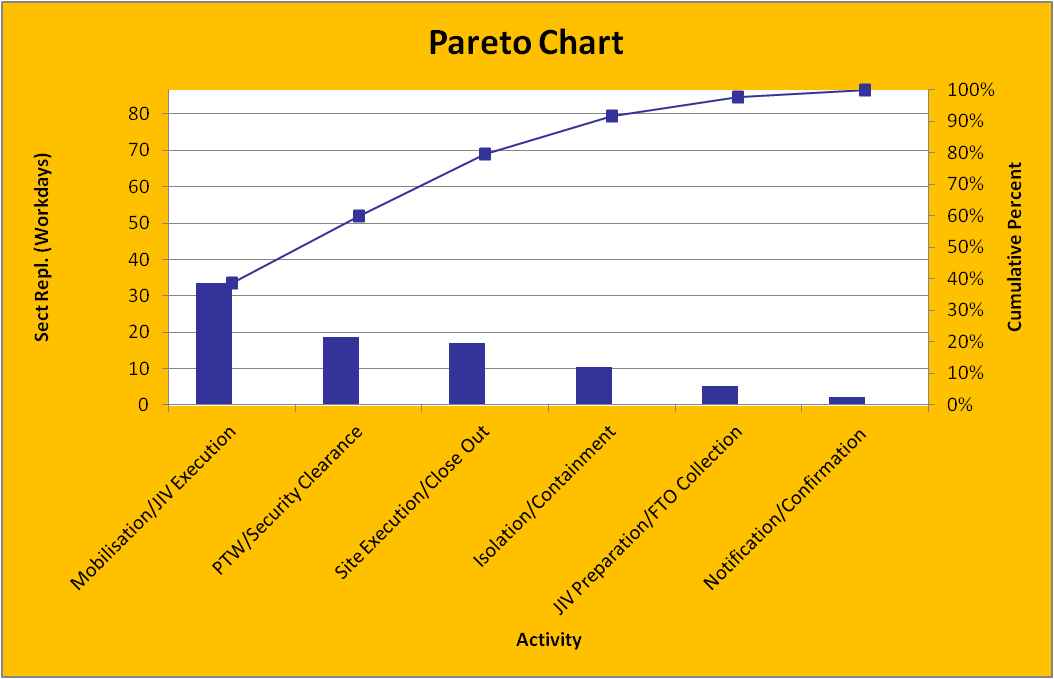 Pareto Chart
Sect Repl. (Workdays)
80
70
60
50
40
30
20
10
0
100%
90%
80%
70%
60%
50%
40%
30%
20%
10%
0%
Cumulative Percent
Mobilisation/JIV Execution
PTW/Security Clearance
Site Execution/Close Out
Isolation/Containment
JIV Preparation/FTO Collection
Notification/Confirmation
Activity